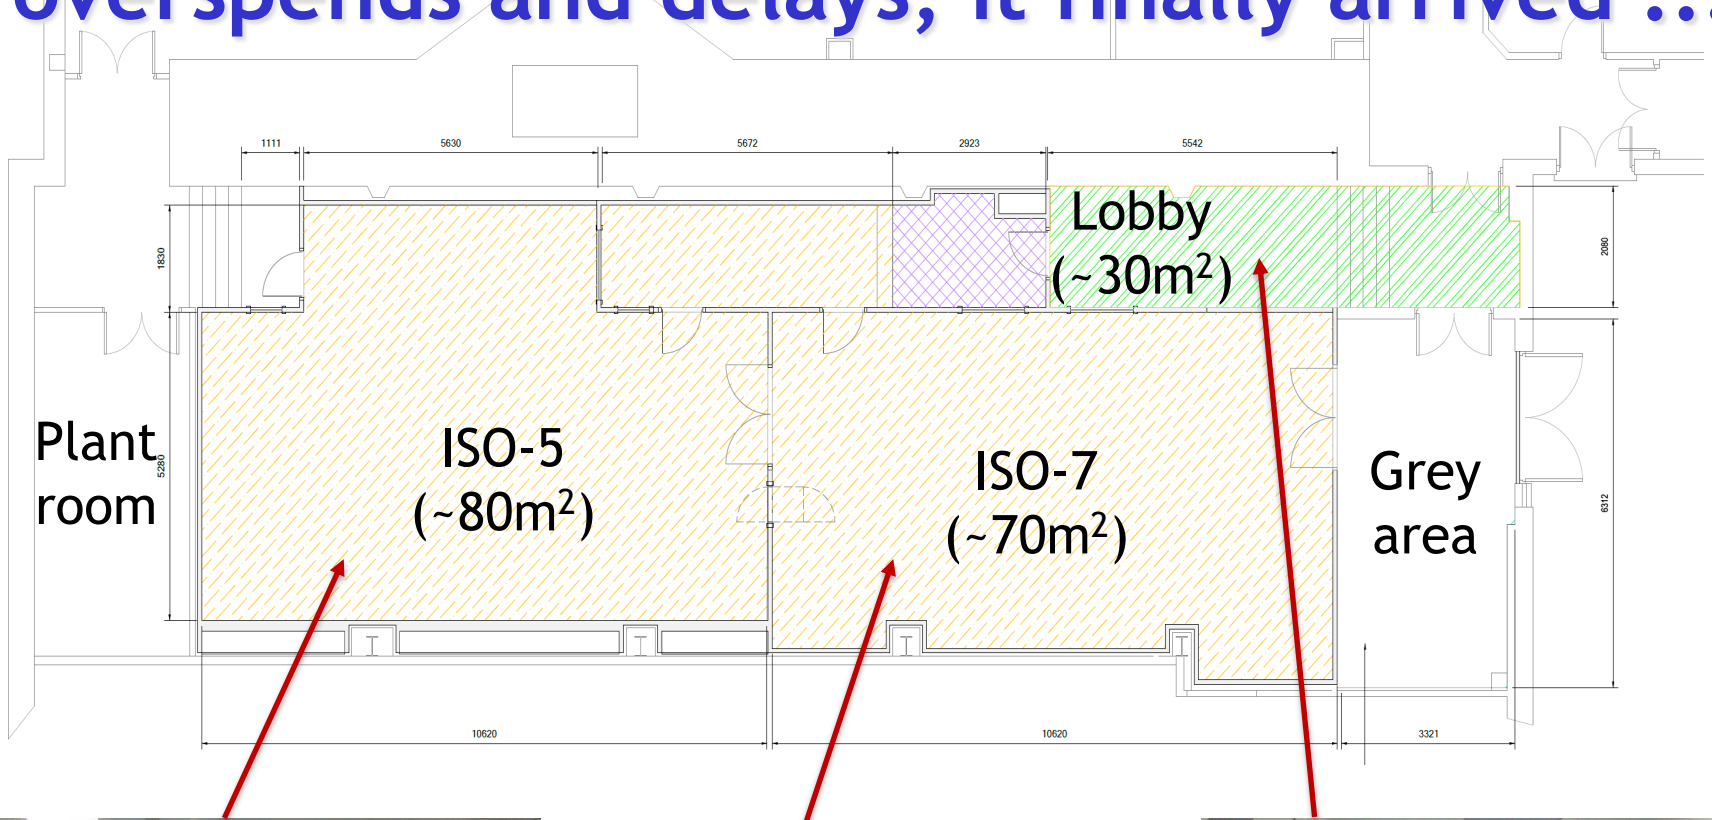 overspends and delays, it finally arrived ...
1111
5630
5672
2923
5542
Lobby
(~30m²)
1830
2080
Plant
room
5280
ISO-5
(~80m²)
ISO-7
(~70m²)
Grey
area
6312
10620
10620
3321